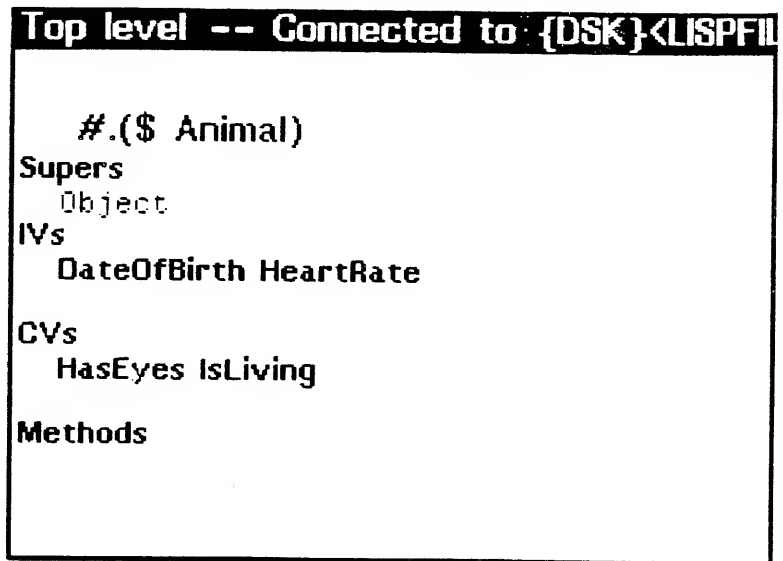 Top level -- Connected to {DSK}<LISPFIL
#.($ Animal)
Supers
Object
IVs
DateOfBirth HeartRate
CVs
HasEyes IsLiving
Methods